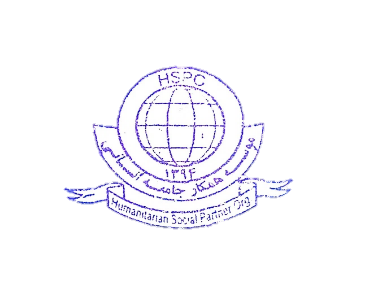 HSPC
۱۳۹۴
موسسه همکار جامعه انسانی
Humanitarian Social Partner Org